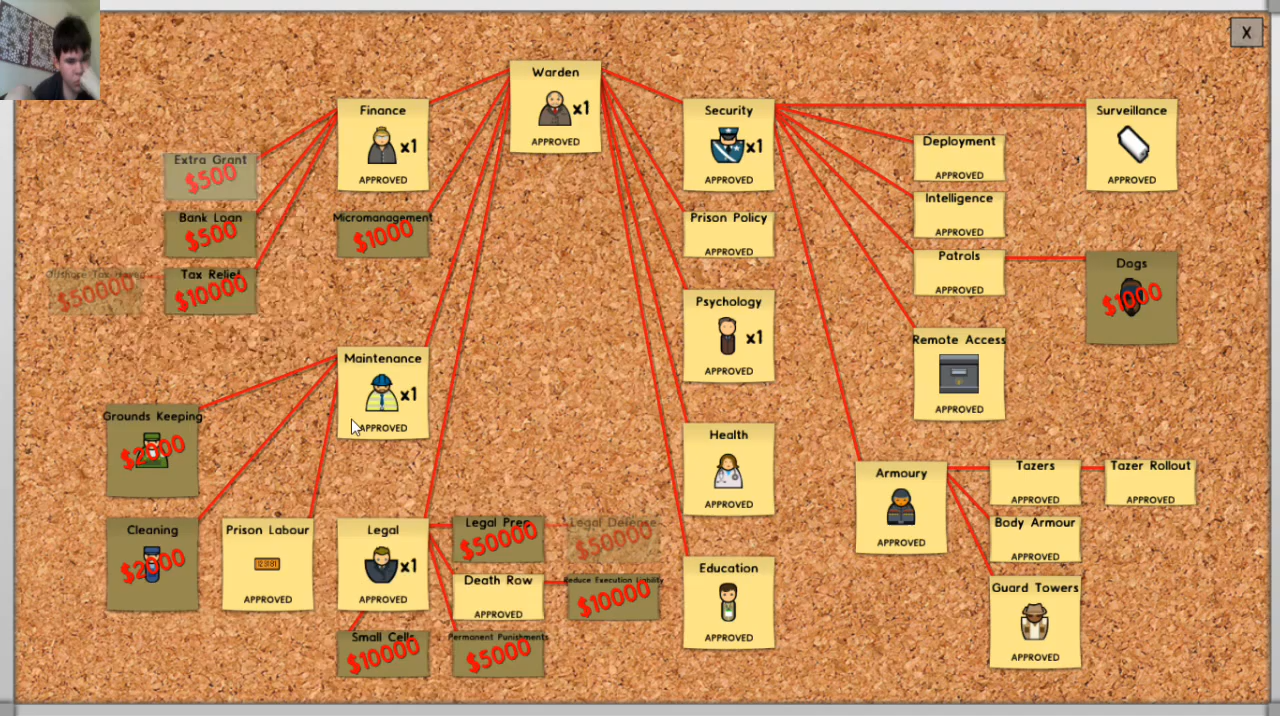 X
Warden
x1
APPROVED
Finance
x1
APPROVED
Security
x1
APPROVED
Surveillance
APPROVED
Deployment
APPROVED
Extra Grant
$500
Intelligence
APPROVED
Bank Loan
$500
Micromanagement
$1000
Prison Policy
APPROVED
Patrols
APPROVED
Dogs
$1000
Offshore Tax Haven
$50000
Tax Relief
$10000
Psychology
x1
APPROVED
Remote Access
APPROVED
Maintenance
x1
APPROVED
Grounds Keeping
$2000
Health
APPROVED
Armoury
APPROVED
Tazers
APPROVED
Tazer Rollout
APPROVED
Body Armour
APPROVED
Cleaning
$2000
Prison Labour
123181
APPROVED
Legal
x1
APPROVED
Legal Prep
$50000
Legal Defense
$50000
Death Row
APPROVED
Reduce Execution Liability
$10000
Education
APPROVED
Guard Towers
APPROVED
Small Cells
$10000
Permanent Punishments
$5000